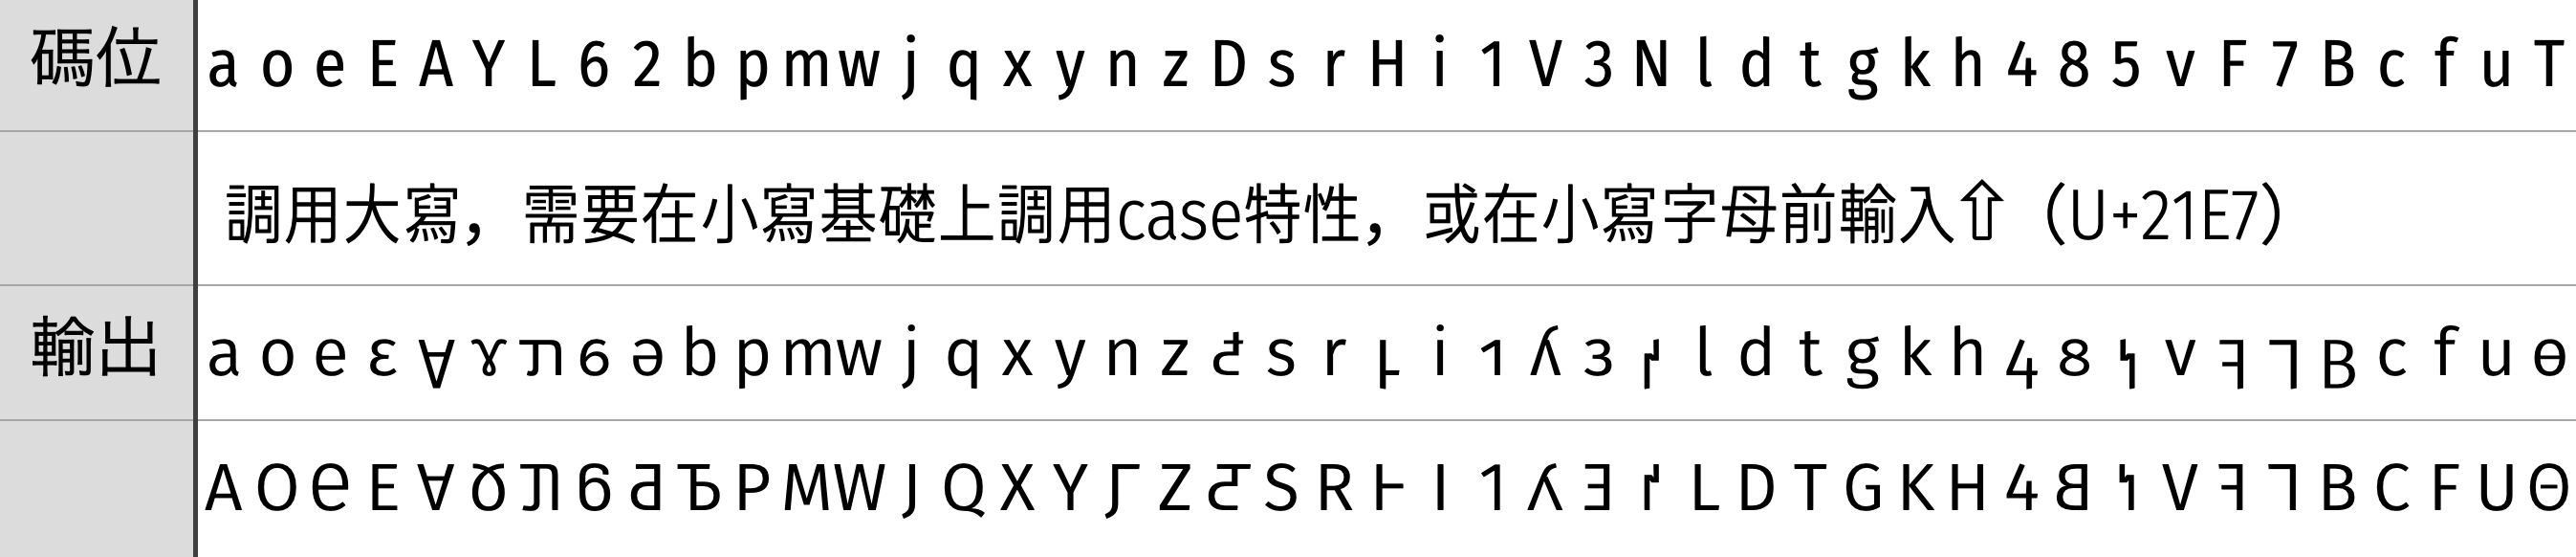 碼位 a o e E A Y L 6 2 b p m w j q x y n z D s r H i 1 V 3 N l d t g k h 4 8 5 v F 7 B c f u T
調用大寫，需要在小寫基礎上調用case特性，或在小寫字母前輸入⇧（U+21E7）
輸出 a o e ɛ Ɐ ɤ ԉ 6 ə b p m w j q x y n z s r i 1 ʎ ɜ l d t g k h 4 8 v ꟻ B c f u ɵ
A O E Ɐ 6 P M W J Q X Y Z S R Ⱶ I 1 ʎ Ǝ L D T G K H 4 V ꟻ B C F U Ɵ